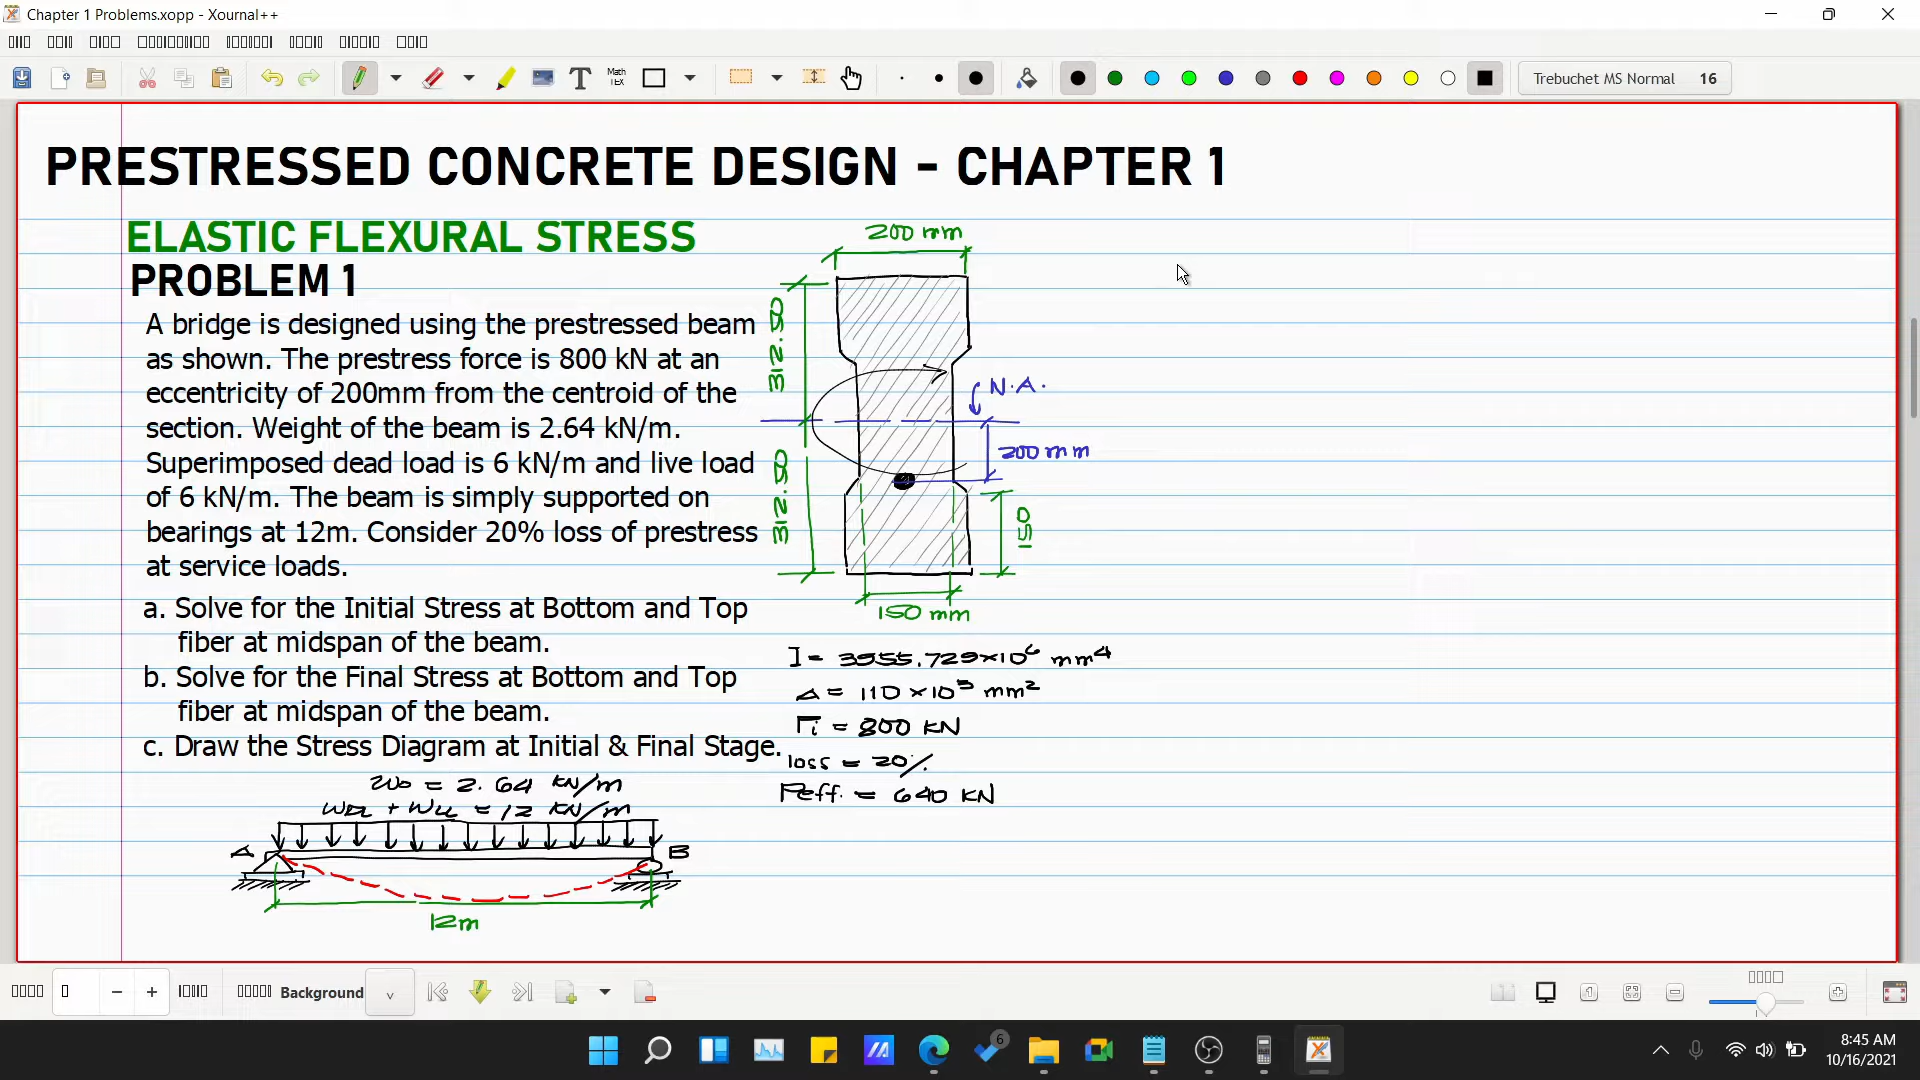 Chapter 1 Problems.xopp - Xournal++
Math
TEX
Trebuchet MS Normal 16
PRESTRESSED CONCRETE DESIGN - CHAPTER 1
ELASTIC FLEXURAL STRESS
PROBLEM 1
A bridge is designed using the prestressed beam
as shown. The prestress force is 800 kN at an
eccentricity of 200mm from the centroid of the
section. Weight of the beam is 2.64 kN/m.
Superimposed dead load is 6 kN/m and live load
of 6 kN/m. The beam is simply supported on
bearings at 12m. Consider 20% loss of prestress
at service loads.
a. Solve for the Initial Stress at Bottom and Top
fiber at midspan of the beam.
b. Solve for the Final Stress at Bottom and Top
fiber at midspan of the beam.
c. Draw the Stress Diagram at Initial & Final Stage.
200 mm
312.50
N.A.
200 mm
312.50
150
150 mm
I = 3955.729×10⁶ mm⁴
A = 110 ×10³ mm²
Pi = 800 KN
loss = 20%
Peff. = 640 KN
Wo = 2.64 KN/m
WDL + WLL = 12 KN/m
A
B
12m
Background
6
8:45 AM
10/16/2021